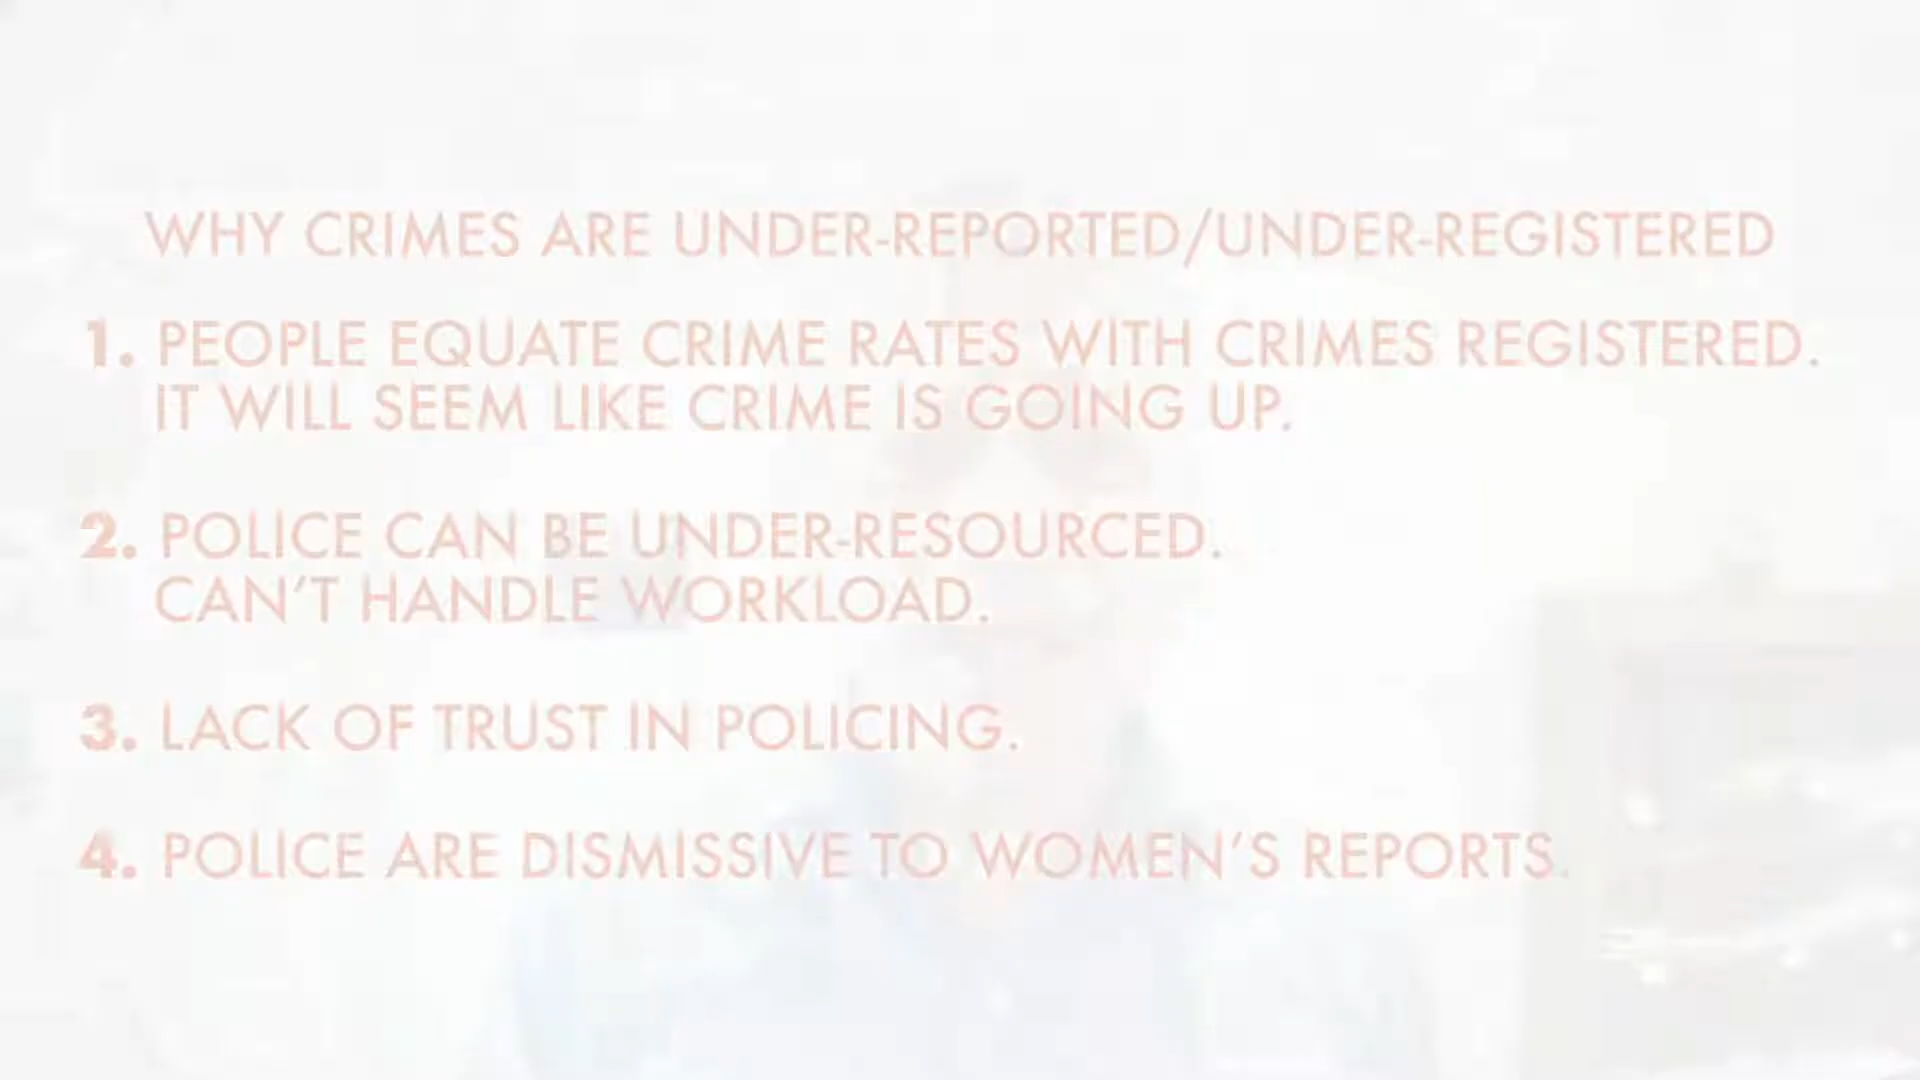 WHY CRIMES ARE UNDER-REPORTED/UNDER-REGISTERED
1. PEOPLE EQUATE CRIME RATES WITH CRIMES REGISTERED.
IT WILL SEEM LIKE CRIME IS GOING UP.
2. POLICE CAN BE UNDER-RESOURCED.
CAN'T HANDLE WORKLOAD.
3. LACK OF TRUST IN POLICING.
4. POLICE ARE DISMISSIVE TO WOMEN'S REPORTS.